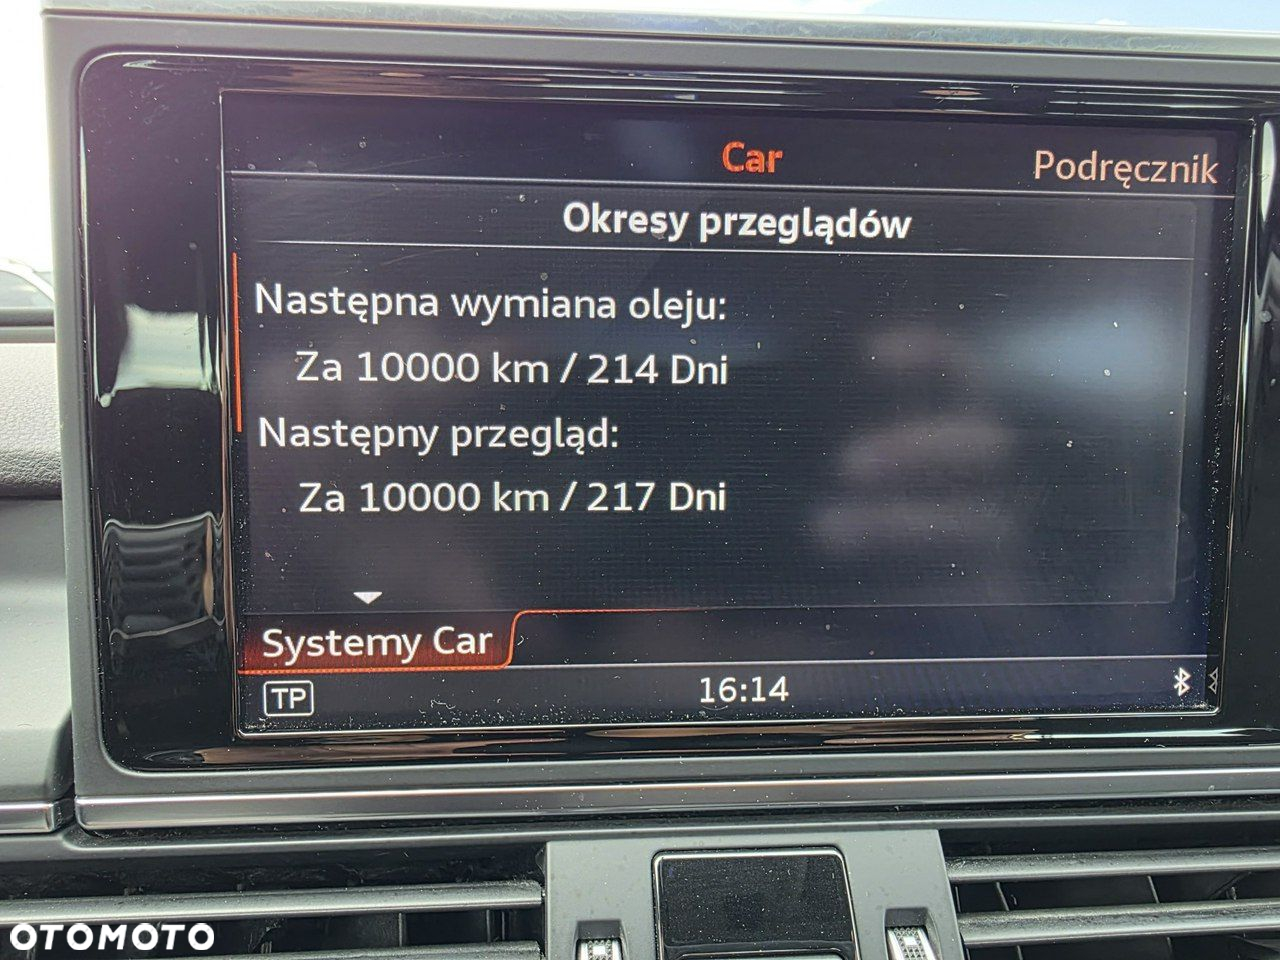 Car
Podręcznik
Okresy przeglądów
Następna wymiana oleju:
Za 10000 km / 214 Dni
Następny przegląd:
Za 10000 km / 217 Dni
Systemy Car
TP
16:14
OTOMOTO